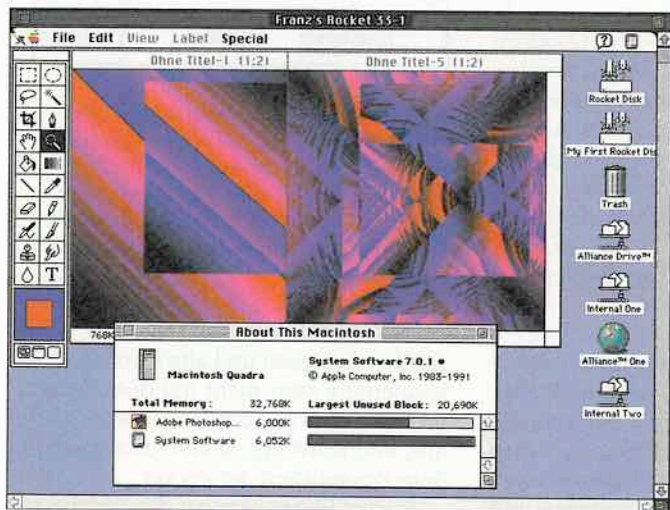 Franz's Rocket 33-1
File Edit View Label Special
Ohne Titel-1 (1:2)
Ohne Titel-5 (1:2)
Rocket Disk
My First Rocket Dis
Trash
Alliance Drive™
Internal One
Alliance™ One
Internal Two
T
768K
About This Macintosh
Macintosh Quadra
System Software 7.0.1 •
© Apple Computer, Inc. 1983-1991
Total Memory: 32,768K Largest Unused Block: 20,690K
Adobe Photoshop... 6,000K
System Software 6,052K